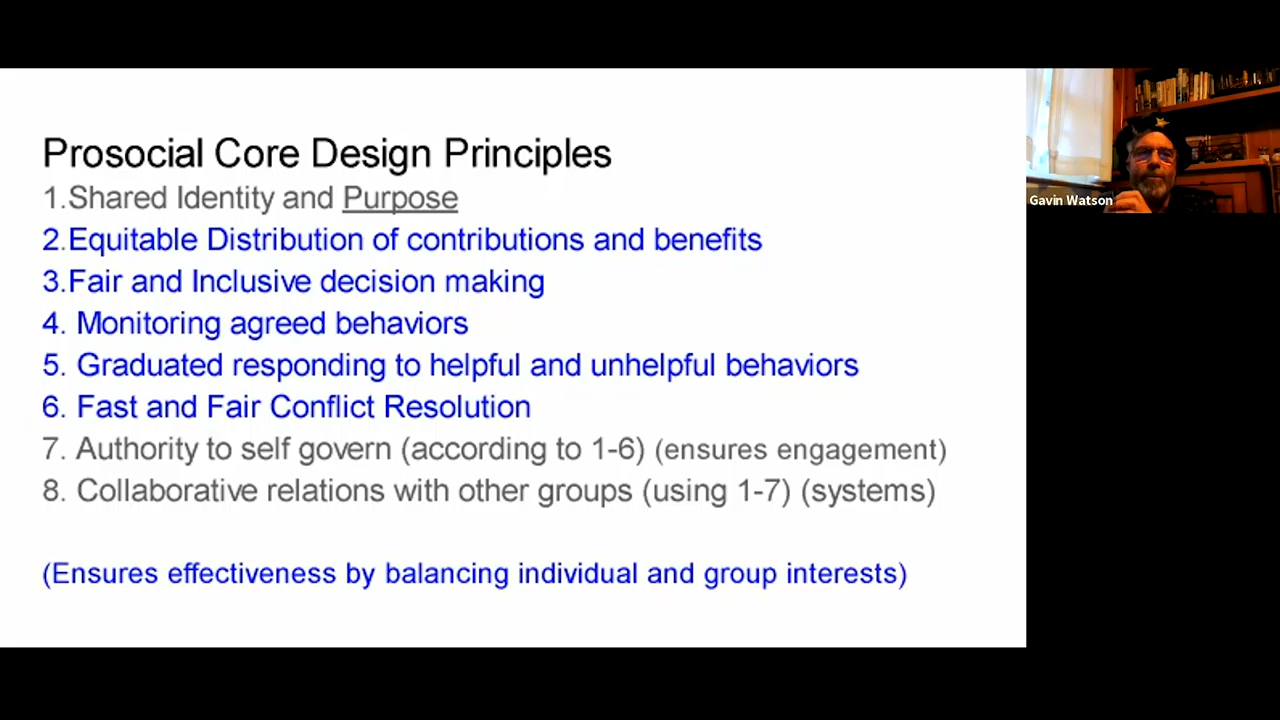 Prosocial Core Design Principles
1.Shared Identity and Purpose
2.Equitable Distribution of contributions and benefits
3.Fair and Inclusive decision making
4. Monitoring agreed behaviors
5. Graduated responding to helpful and unhelpful behaviors
6. Fast and Fair Conflict Resolution
7. Authority to self govern (according to 1-6) (ensures engagement)
8. Collaborative relations with other groups (using 1-7) (systems)
(Ensures effectiveness by balancing individual and group interests)
Gavin Watson